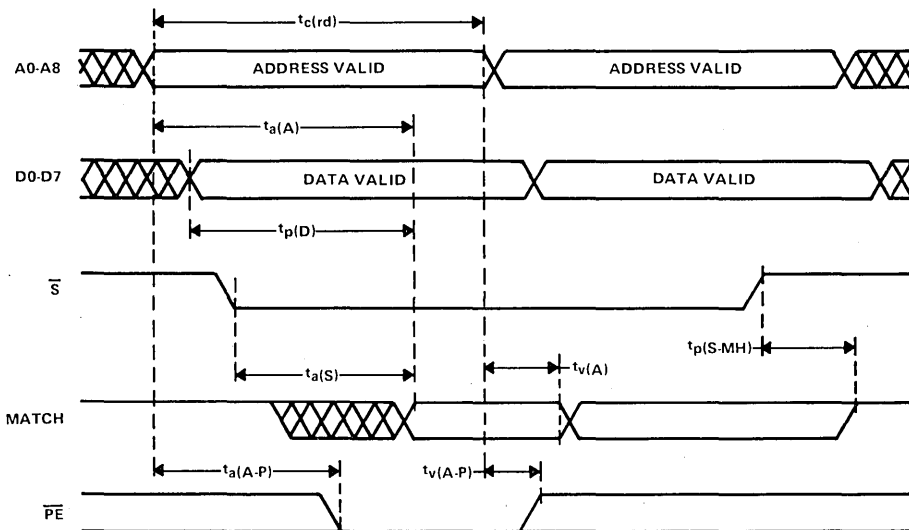 tc(rd)
A0-A8 ADDRESS VALID ADDRESS VALID
ta(A)
D0-D7 DATA VALID DATA VALID
tp(D)
S̅
tp(S-MH)
ta(S) tv(A)
MATCH
ta(A-P) tv(A-P)
P̅E̅